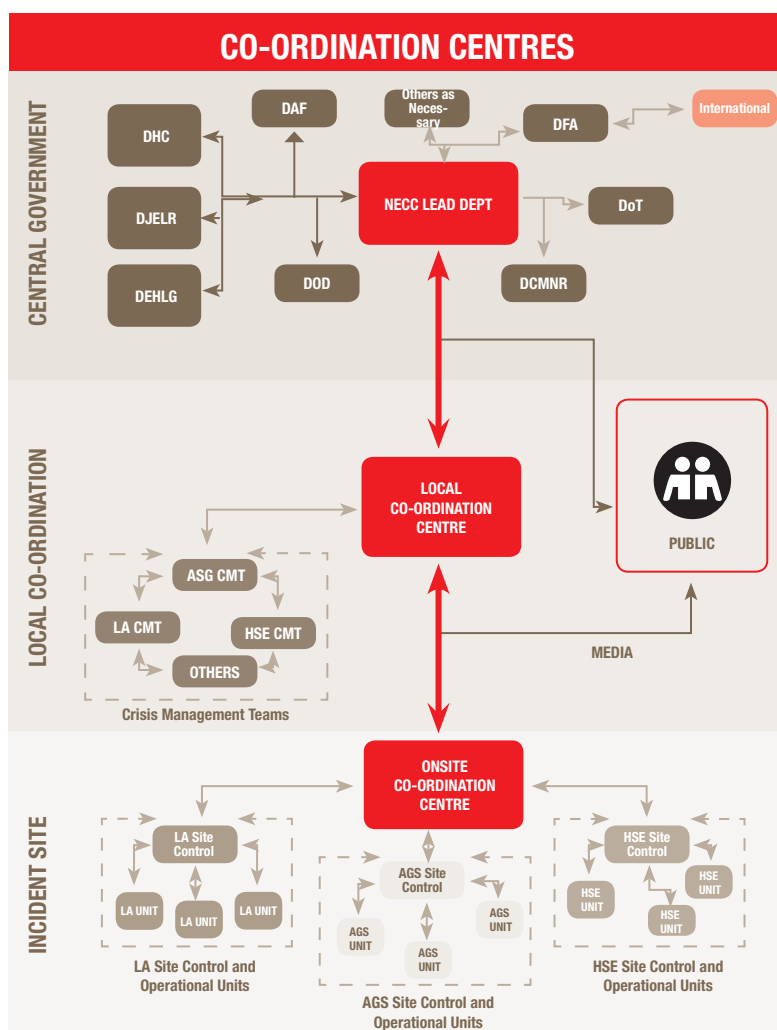 CO-ORDINATION CENTRES
CENTRAL GOVERNMENT
DHC
DAF
Others as
Neces-
sary
DFA
International
DJELR
NECC LEAD DEPT
DoT
DEHLG
DOD
DCMNR
LOCAL CO-ORDINATION
LOCAL
CO-ORDINATION
CENTRE
PUBLIC
ASG CMT
LA CMT
HSE CMT
OTHERS
MEDIA
Crisis Management Teams
INCIDENT SITE
ONSITE
CO-ORDINATION
CENTRE
LA Site
Control
LA UNIT
LA UNIT
LA UNIT
LA Site Control and
Operational Units
AGS Site
Control
AGS
UNIT
AGS
UNIT
AGS
UNIT
AGS Site Control and
Operational Units
HSE Site
Control
HSE
UNIT
HSE
UNIT
HSE
UNIT
HSE Site Control and
Operational Units